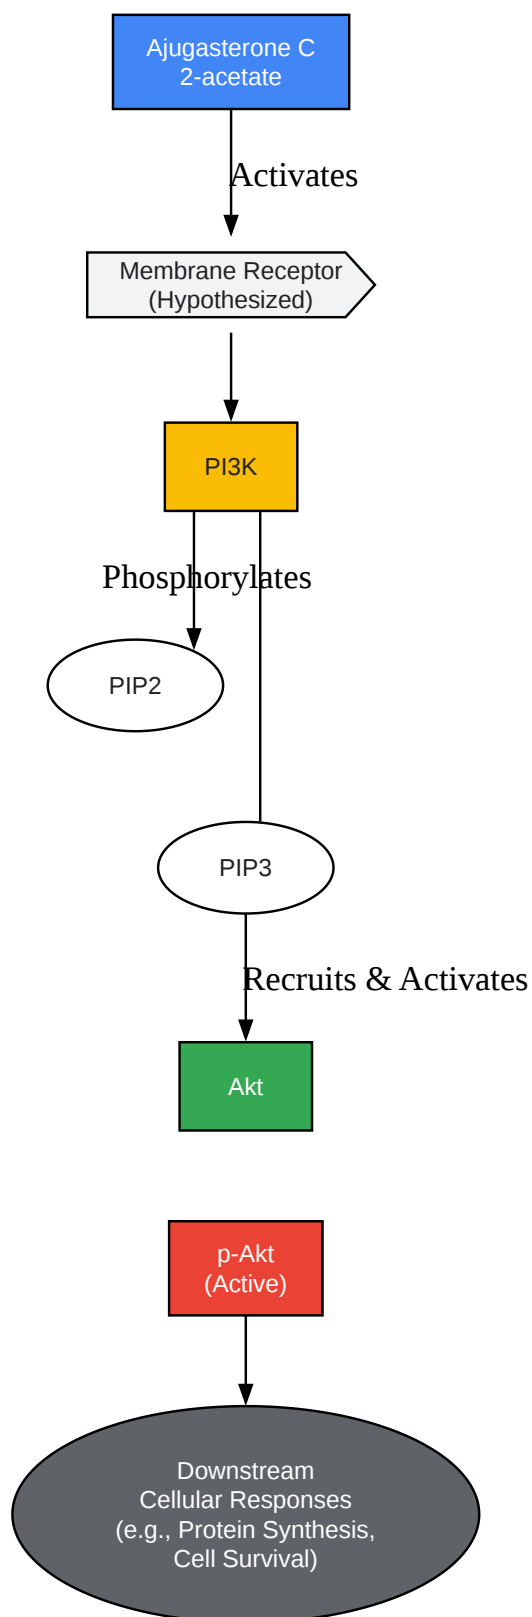 Ajugasterone C
2-acetate
Activates
Membrane Receptor
(Hypothesized)
PI3K
Phosphorylates
PIP2
PIP3
Recruits & Activates
Akt
p-Akt
(Active)
Downstream
Cellular Responses
(e.g., Protein Synthesis,
Cell Survival)